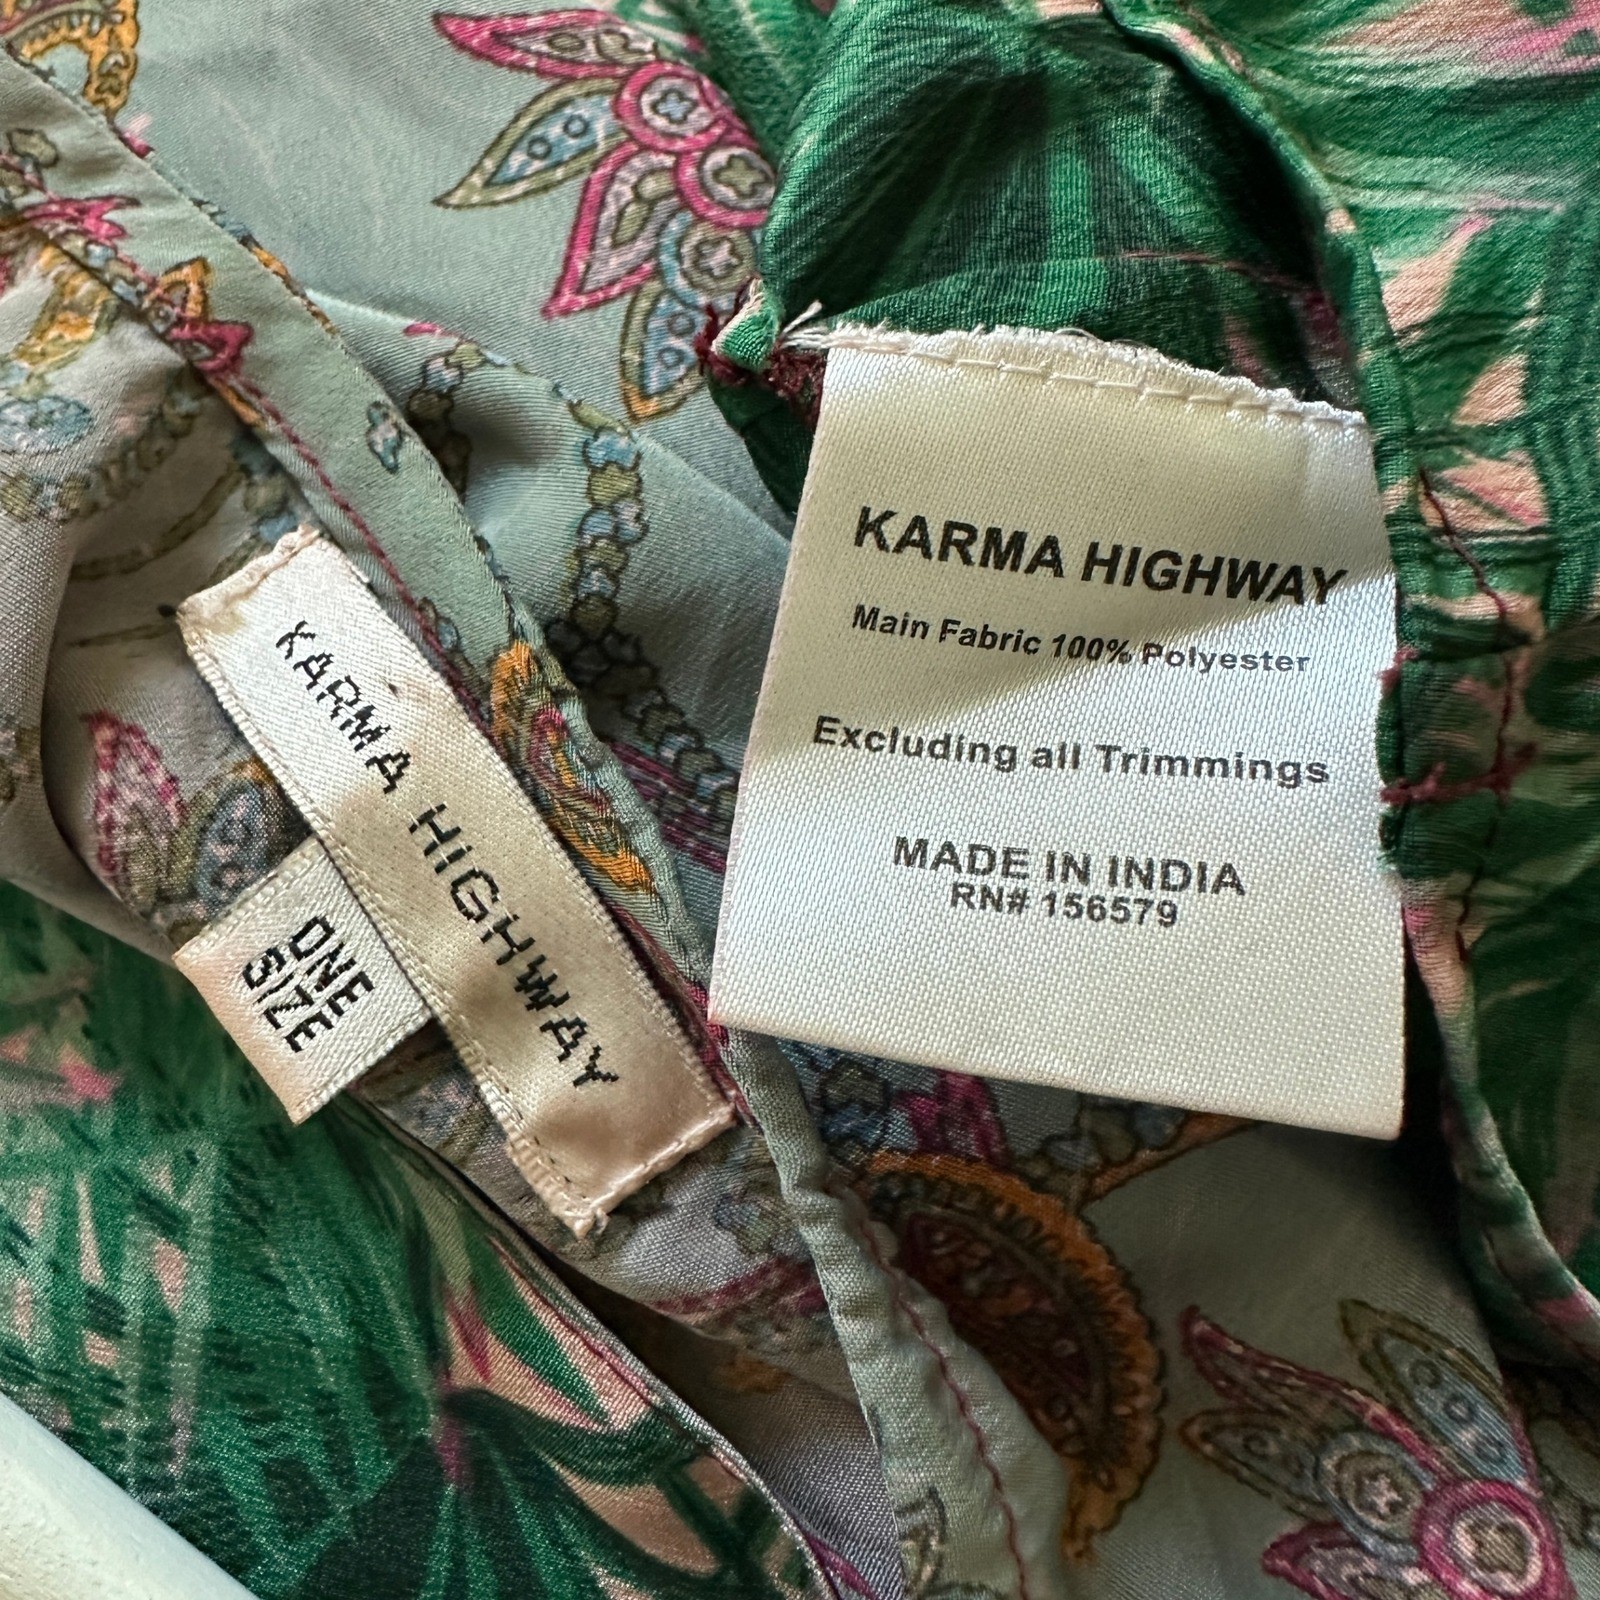 KARMA HIGHWAY
ONE
SIZE
KARMA HIGHWAY
Main Fabric 100% Polyester
Excluding all Trimmings
MADE IN INDIA
RN# 156579